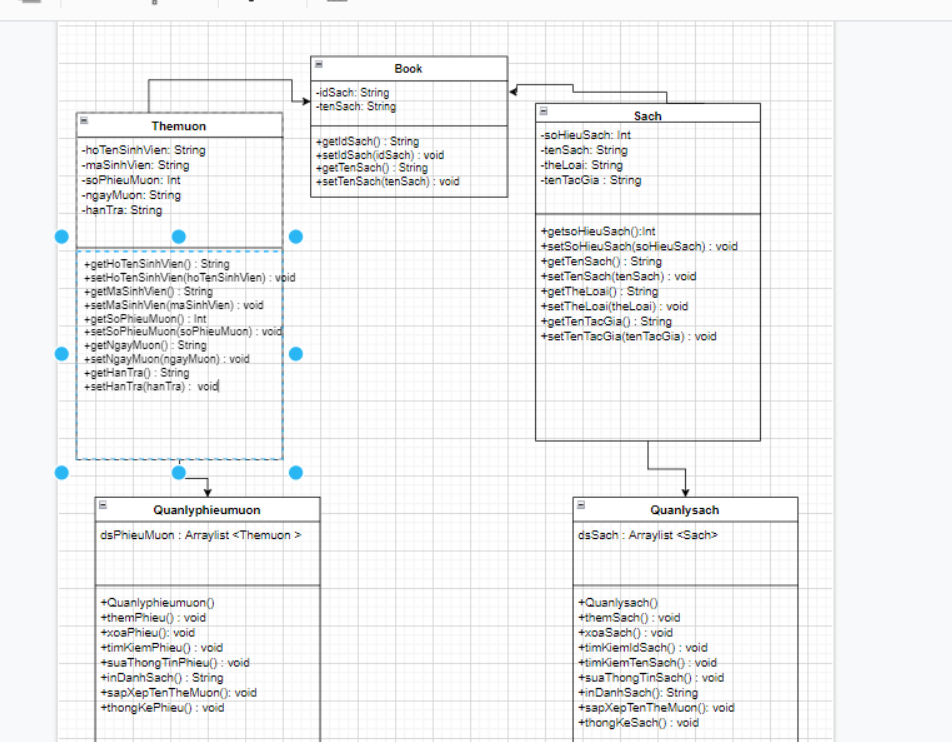 Book
-idSach: String
-tenSach: String
+getIdSach() : String
+setIdSach(idSach) : void
+getTenSach() : String
+setTenSach(tenSach) : void
Themuon
-hoTenSinhVien: String
-maSinhVien: String
-soPhieuMuon: Int
-ngayMuon: String
-hanTra: String
+getHoTenSinhVien() : String
+setHoTenSinhVien(hoTenSinhVien) : void
+getMaSinhVien() : String
+setMaSinhVien(maSinhVien) : void
+getSoPhieuMuon() : Int
+setSoPhieuMuon(soPhieuMuon) : void
+getNgayMuon() : String
+setNgayMuon(ngayMuon) : void
+getHanTra() : String
+setHanTra(hanTra) : void
Sach
-soHieuSach: Int
-tenSach: String
-theLoai: String
-tenTacGia : String
+getsoHieuSach():Int
+setSoHieuSach(soHieuSach) : void
+getTenSach() : String
+setTenSach(tenSach) : void
+getTheLoai() : String
+setTheLoai(theLoai) : void
+getTenTacGia() : String
+setTenTacGia(tenTacGia) : void
Quanlyphieumuon
dsPhieuMuon : Arraylist <Themuon >
+Quanlyphieumuon()
+themPhieu() : void
+xoaPhieu(): void
+timKiemPhieu() : void
+suaThongTinPhieu() : void
+inDanhSach() : String
+sapXepTenTheMuon(): void
+thongKePhieu() : void
Quanlysach
dsSach : Arraylist <Sach>
+Quanlysach()
+themSach() : void
+xoaSach() : void
+timKiemIdSach() : void
+timKiemTenSach() : void
+suaThongTinSach() : void
+inDanhSach(): String
+sapXepTenTheMuon(): void
+thongKeSach() : void